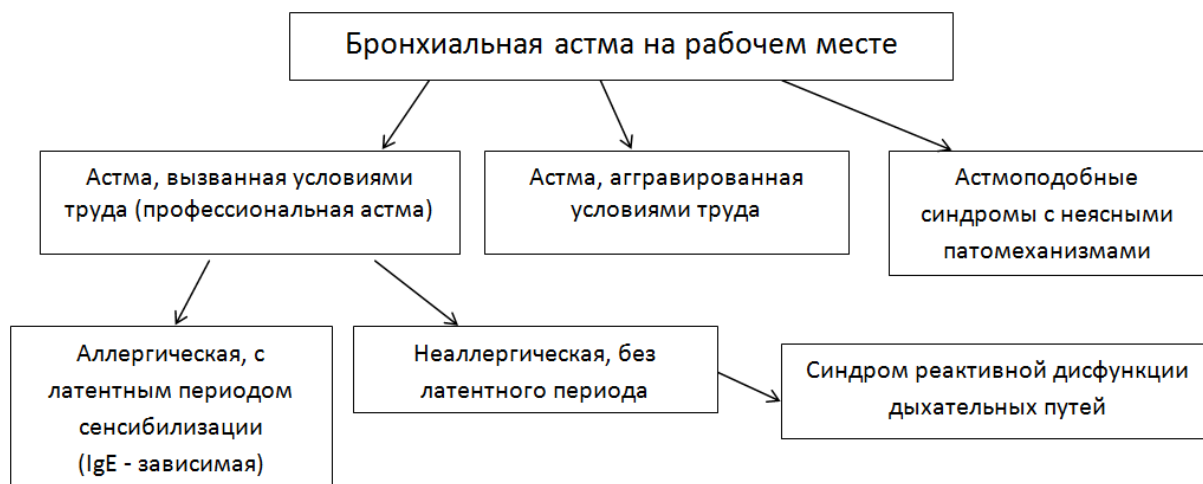 Бронхиальная астма на рабочем месте
Астма, вызванная условиями
труда (профессиональная астма)
Астма, аггравированная
условиями труда
Астмоподобные
синдромы с неясными
патомеханизмами
Аллергическая, с
латентным периодом
сенсибилизации
(IgE - зависимая)
Неаллергическая, без
латентного периода
Синдром реактивной дисфункции
дыхательных путей